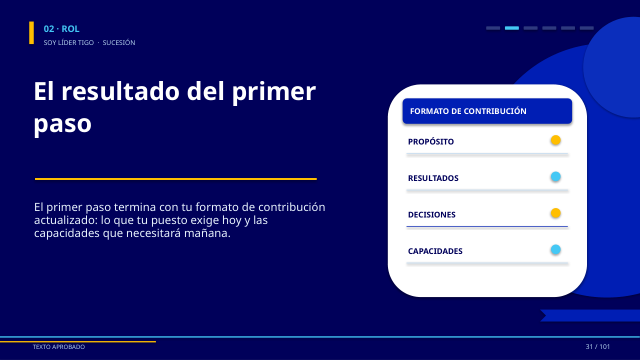 02 · ROL
SOY LÍDER TIGO · SUCESIÓN
El resultado del primer
paso
El primer paso termina con tu formato de contribución
actualizado: lo que tu puesto exige hoy y las
capacidades que necesitará mañana.
FORMATO DE CONTRIBUCIÓN
PROPÓSITO
RESULTADOS
DECISIONES
CAPACIDADES
TEXTO APROBADO
31 / 101